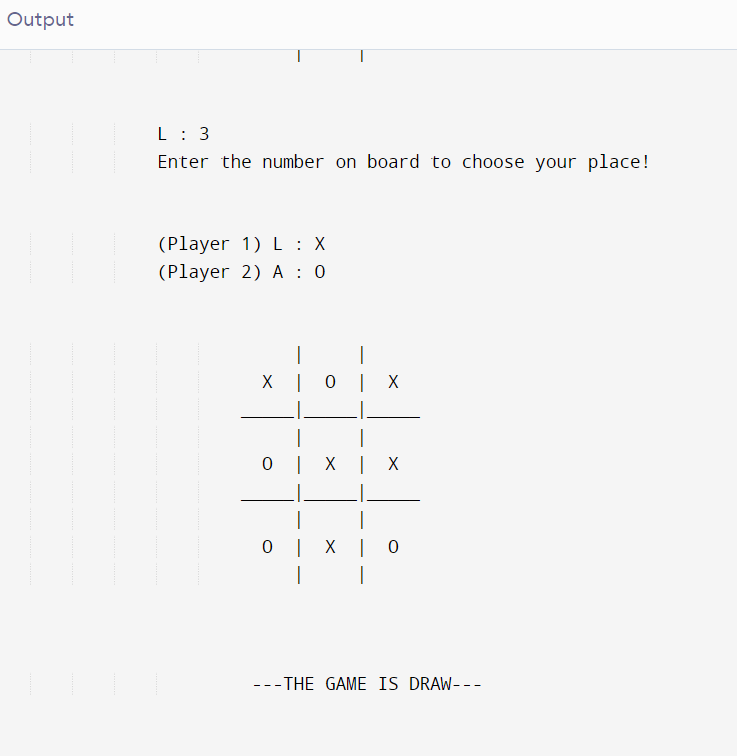 Output
| |
L : 3
Enter the number on board to choose your place!
(Player 1) L : X
(Player 2) A : O
| |
X | O | X
_____|_____|_____
| |
O | X | X
_____|_____|_____
| |
O | X | O
| |
---THE GAME IS DRAW---